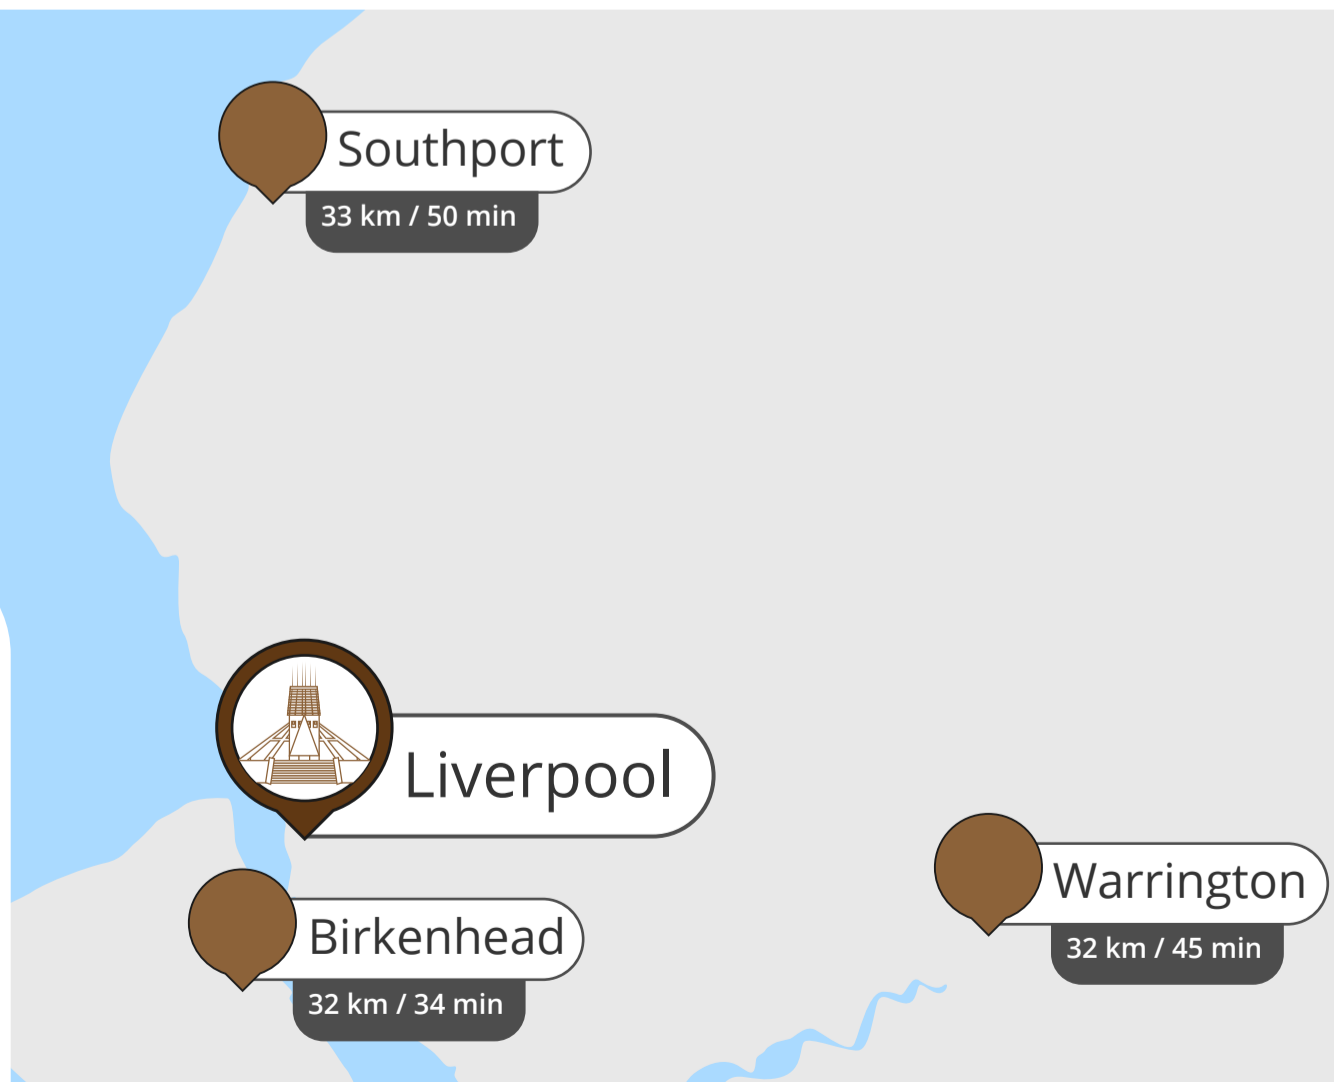 Southport
33 km / 50 min
Liverpool
Warrington
32 km / 45 min
Birkenhead
32 km / 34 min